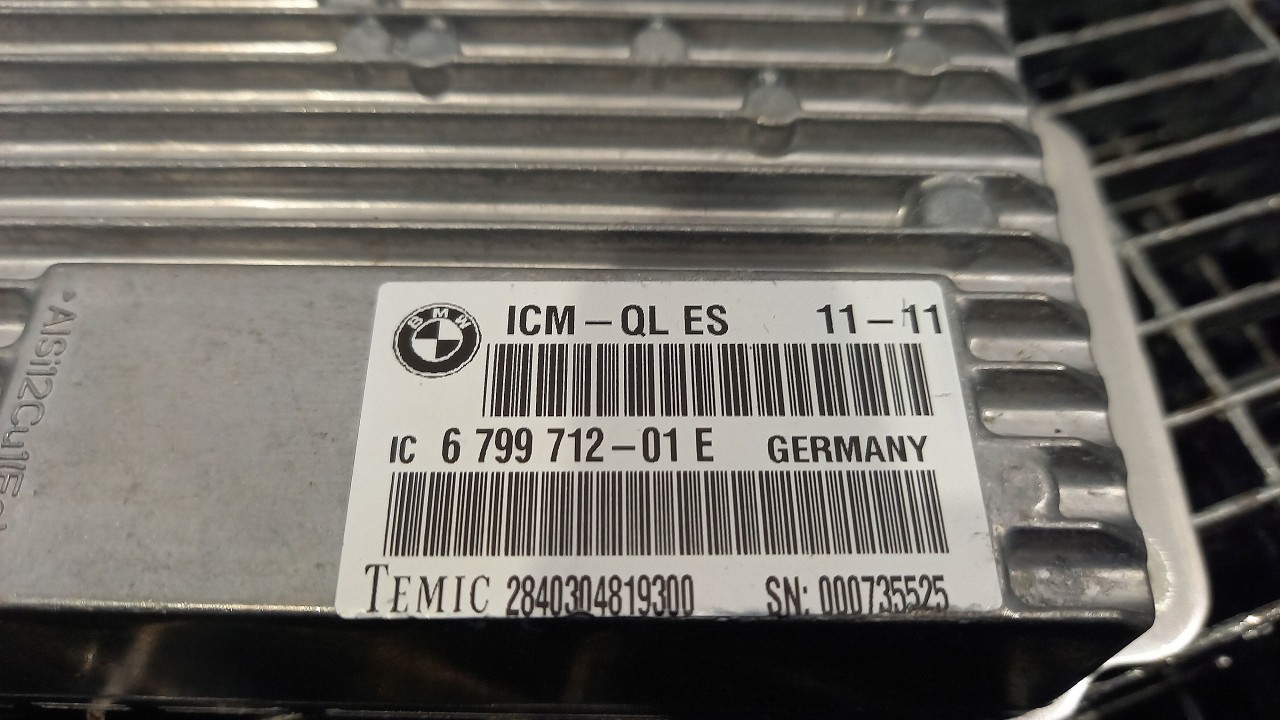 BMW
ICM-QL ES 11-11
IC 6 799 712-01 E GERMANY
TEMIC 2840304819300 SN: 000735525